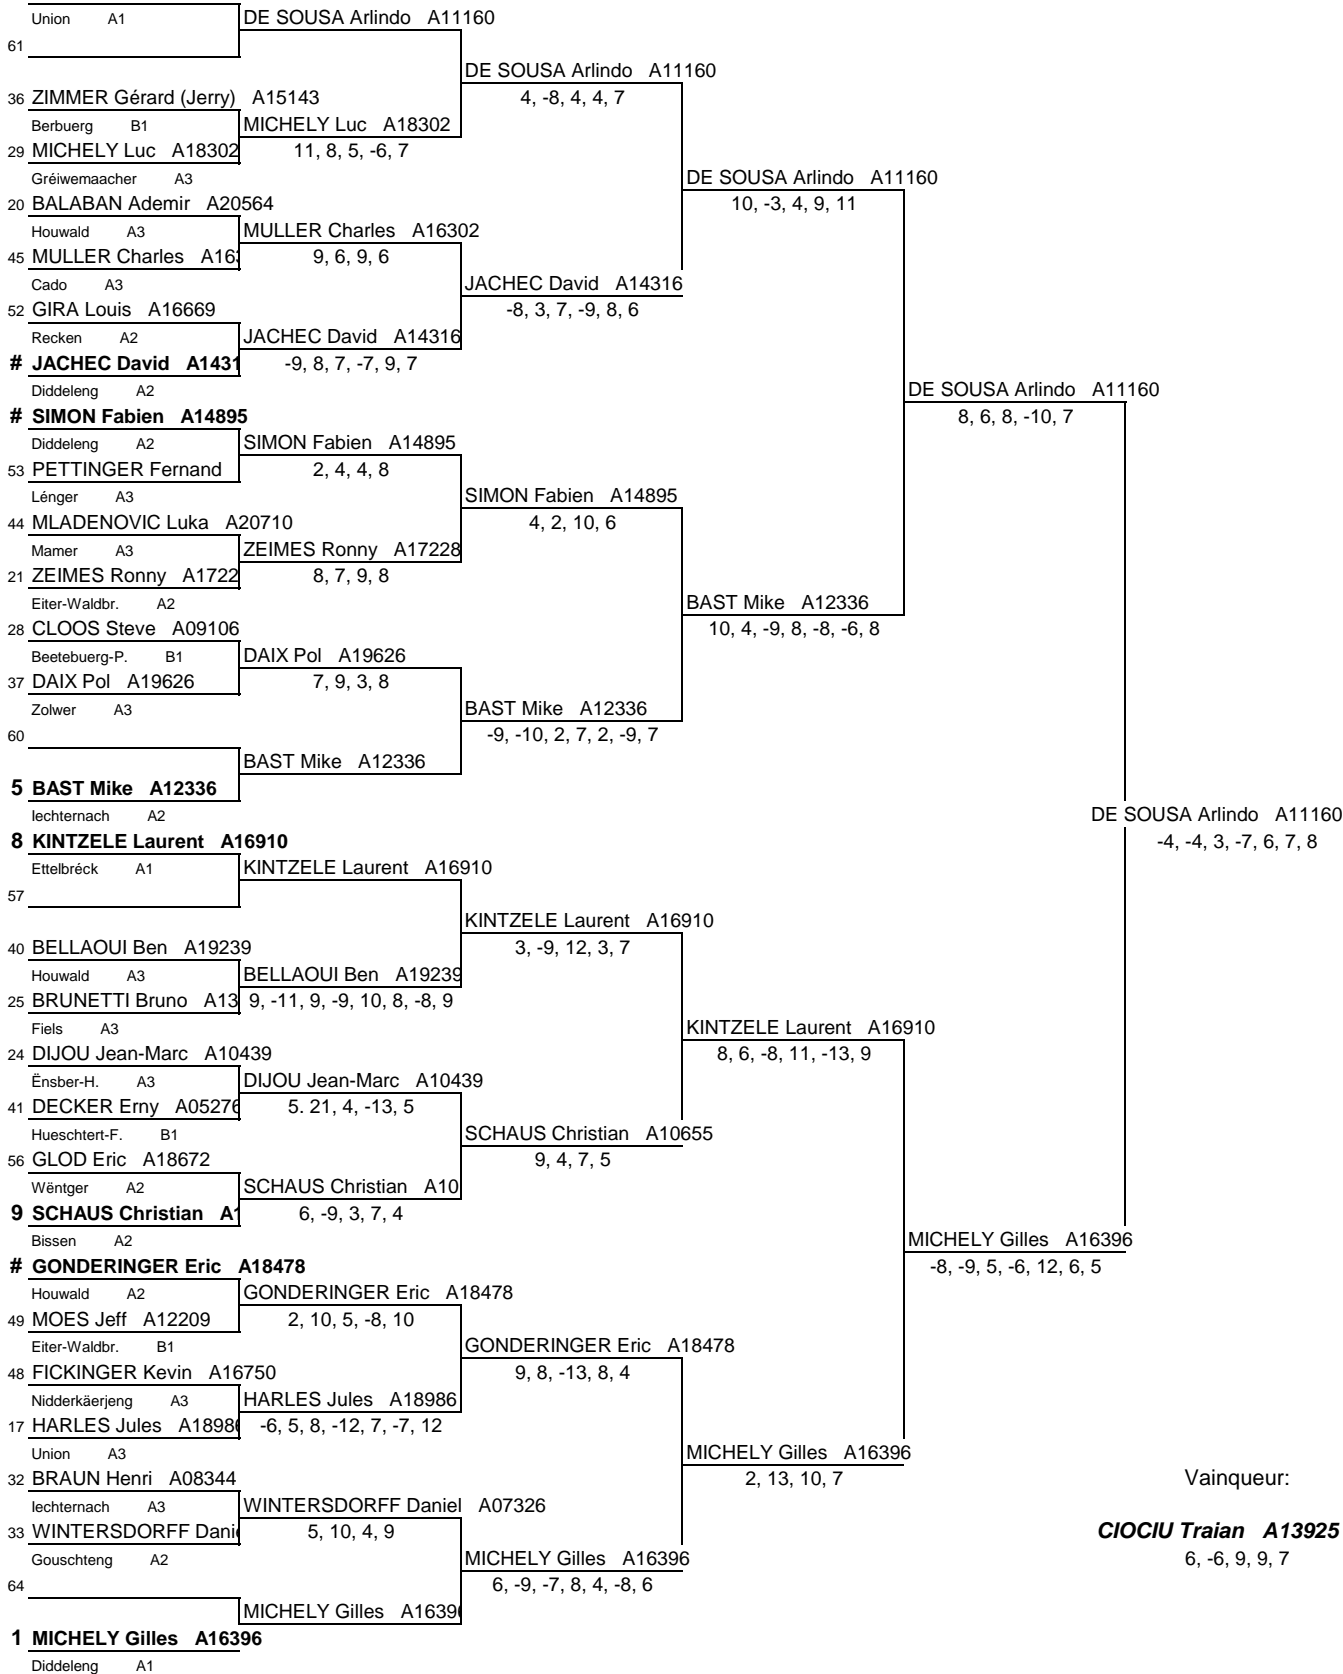 Union A1 DE SOUSA Arlindo A11160
61
DE SOUSA Arlindo A11160
36 ZIMMER Gérard (Jerry) A15143 4, -8, 4, 4, 7
Berbuerg B1 MICHELY Luc A18302
29 MICHELY Luc A18302 11, 8, 5, -6, 7
Gréiwemaacher A3 DE SOUSA Arlindo A11160
20 BALABAN Ademir A20564 10, -3, 4, 9, 11
Houwald A3 MULLER Charles A16302
45 MULLER Charles A163 9, 6, 9, 6
Cado A3 JACHEC David A14316
52 GIRA Louis A16669 -8, 3, 7, -9, 8, 6
Recken A2 JACHEC David A14316
# JACHEC David A1431 -9, 8, 7, -7, 9, 7
Diddeleng A2 DE SOUSA Arlindo A11160
# SIMON Fabien A14895 8, 6, 8, -10, 7
Diddeleng A2 SIMON Fabien A14895
53 PETTINGER Fernand 2, 4, 4, 8
Lénger A3 SIMON Fabien A14895
44 MLADENOVIC Luka A20710 4, 2, 10, 6
Mamer A3 ZEIMES Ronny A17228
21 ZEIMES Ronny A1722 8, 7, 9, 8
Eiter-Waldbr. A2 BAST Mike A12336
28 CLOOS Steve A09106 10, 4, -9, 8, -8, -6, 8
Beetebuerg-P. B1 DAIX Pol A19626
37 DAIX Pol A19626 7, 9, 3, 8
Zolwer A3 BAST Mike A12336
60 -9, -10, 2, 7, 2, -9, 7
BAST Mike A12336
5 BAST Mike A12336
Iechternach A2 DE SOUSA Arlindo A11160
8 KINTZELE Laurent A16910 -4, -4, 3, -7, 6, 7, 8
Ettelbréck A1 KINTZELE Laurent A16910
57
KINTZELE Laurent A16910
40 BELLAOUI Ben A19239 3, -9, 12, 3, 7
Houwald A3 BELLAOUI Ben A19239
25 BRUNETTI Bruno A13 9, -11, 9, -9, 10, 8, -8, 9
Fiels A3 KINTZELE Laurent A16910
24 DIJOU Jean-Marc A10439 8, 6, -8, 11, -13, 9
Ënsber-H. A3 DIJOU Jean-Marc A10439
41 DECKER Erny A05276 5. 21, 4, -13, 5
Hueschtert-F. B1 SCHAUS Christian A10655
56 GLOD Eric A18672 9, 4, 7, 5
Wëntger A2 SCHAUS Christian A10
9 SCHAUS Christian A1 6, -9, 3, 7, 4
Bissen A2 MICHELY Gilles A16396
# GONDERINGER Eric A18478 -8, -9, 5, -6, 12, 6, 5
Houwald A2 GONDERINGER Eric A18478
49 MOES Jeff A12209 2, 10, 5, -8, 10
Eiter-Waldbr. B1 GONDERINGER Eric A18478
48 FICKINGER Kevin A16750 9, 8, -13, 8, 4
Nidderkäerjeng A3 HARLES Jules A18986
17 HARLES Jules A18986 -6, 5, 8, -12, 7, -7, 12
Union A3 MICHELY Gilles A16396
32 BRAUN Henri A08344 2, 13, 10, 7 Vainqueur:
Iechternach A3 WINTERSDORFF Daniel A07326
33 WINTERSDORFF Danie 5, 10, 4, 9 CIOCIU Traian A13925
Gouschteng A2 MICHELY Gilles A16396 6, -6, 9, 9, 7
64 6, -9, -7, 8, 4, -8, 6
MICHELY Gilles A16396
1 MICHELY Gilles A16396
Diddeleng A1